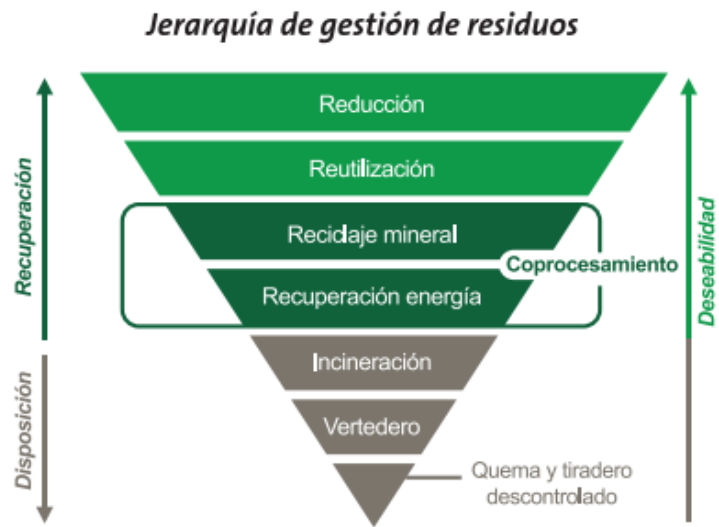 Jerarquía de gestión de residuos
Recuperación
Disposición
Reducción
Reutilización
Reciclaje mineral
Recuperación energía
Coprocesamiento
Incineración
Vertedero
Quema y tiradero
descontrolado
Deseabilidad